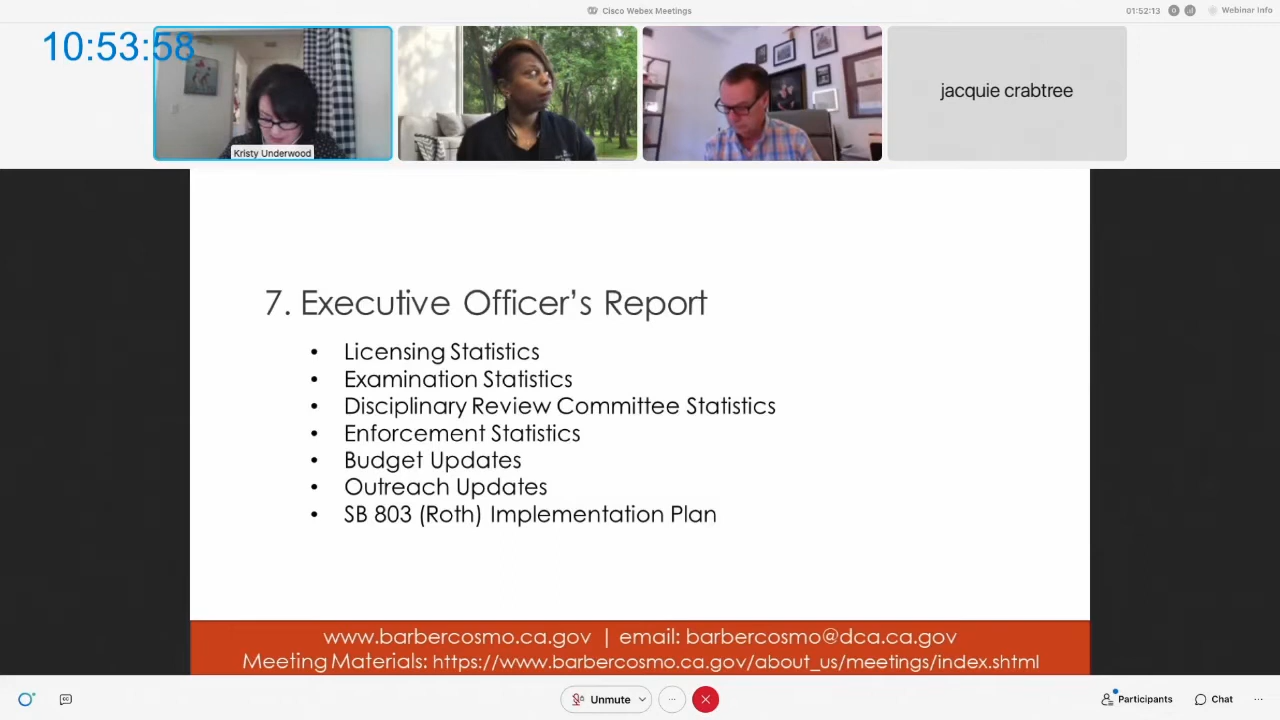 Cisco Webex Meetings
01:52:13
Webinar Info
10:53:58
Kristy Underwood
jacquie crabtree
7. Executive Officer's Report
• Licensing Statistics
• Examination Statistics
• Disciplinary Review Committee Statistics
• Enforcement Statistics
• Budget Updates
• Outreach Updates
• SB 803 (Roth) Implementation Plan
www.barbercosmo.ca.gov | email: barbercosmo@dca.ca.gov
Meeting Materials: https://www.barbercosmo.ca.gov/about_us/meetings/index.shtml
Unmute
Participants
Chat